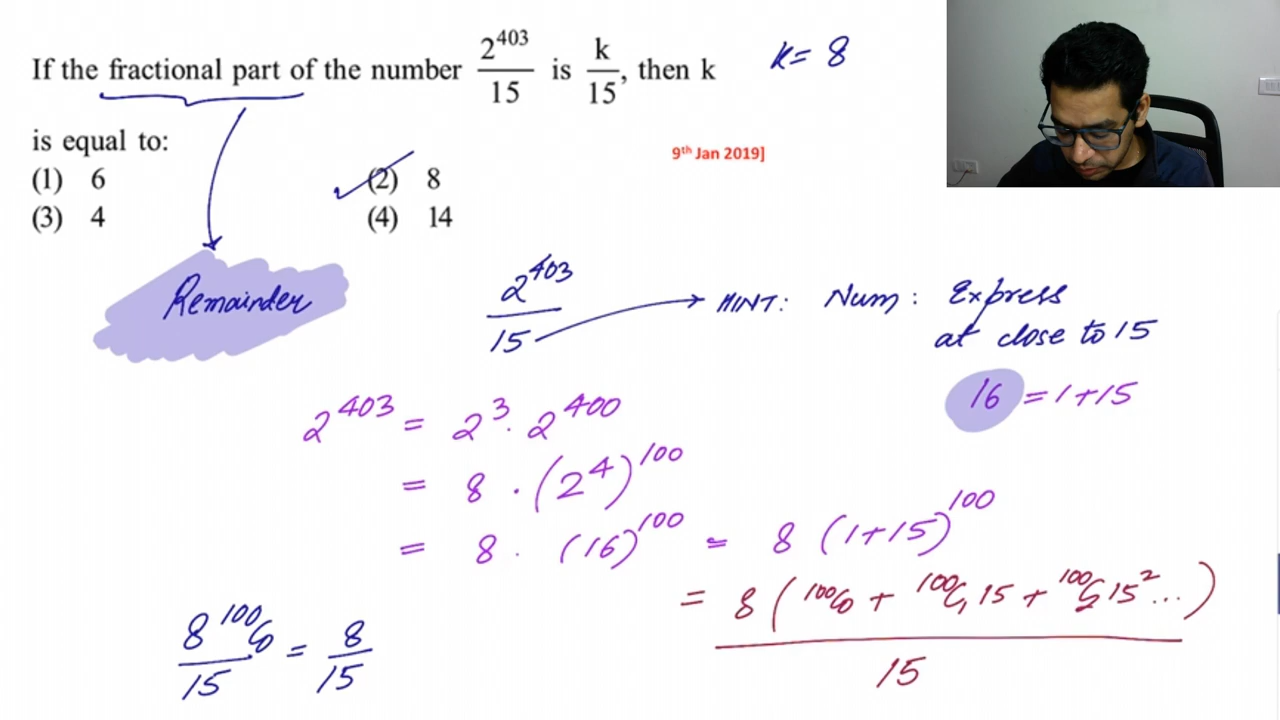 If the fractional part of the number 2^403/15 is k/15, then k
k = 8
is equal to:
9th Jan 2019]
(1) 6
(2) 8
(3) 4
(4) 14
Remainder
2^403/15
HINT: Num: Express
at close to 15
16 = 1+15
2^403 = 2^3 . 2^400
= 8 . (2^4)^100
= 8 . (16)^100 = 8 (1+15)^100
= 8 ( 100C0 + 100C1 15 + 100C2 15^2 ... )
15
8 100C0/15 = 8/15